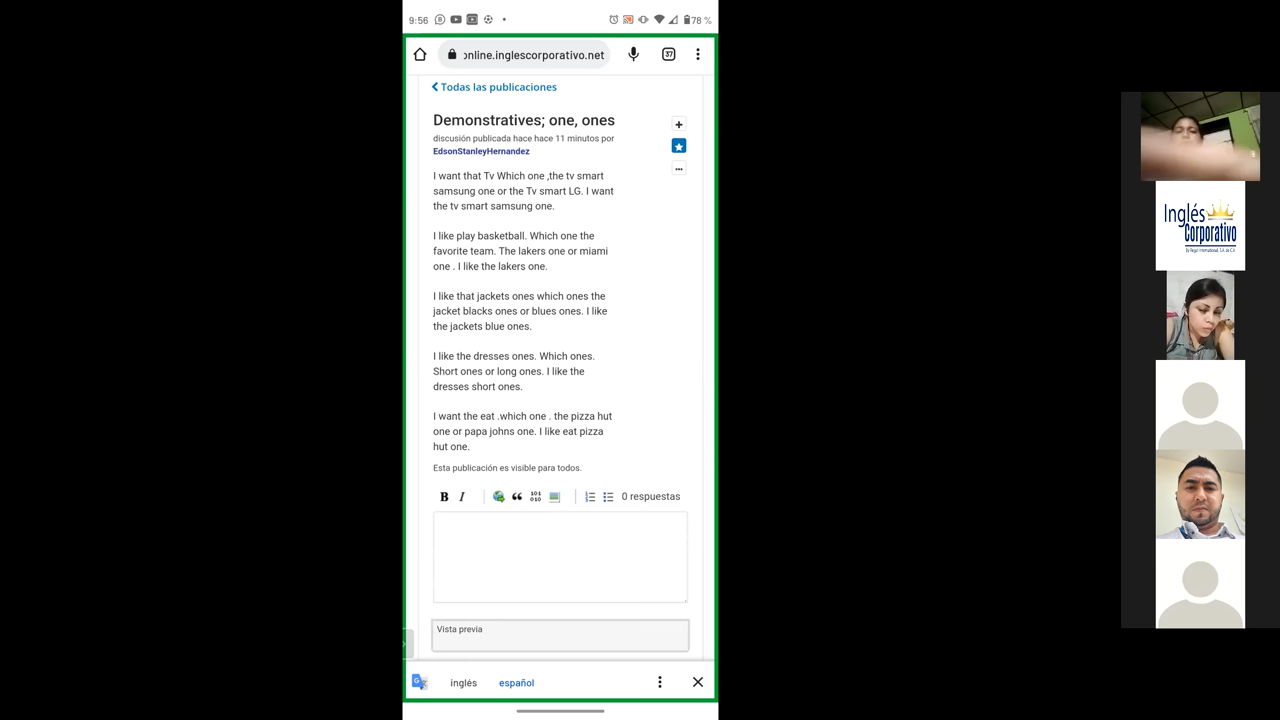 9:56
78 %
online.inglescorporativo.net
37
Todas las publicaciones
Demonstratives; one, ones
discusión publicada hace hace 11 minutos por
EdsonStanleyHernandez
I want that Tv Which one ,the tv smart
samsung one or the Tv smart LG. I want
the tv smart samsung one.
I like play basketball. Which one the
favorite team. The lakers one or miami
one . I like the lakers one.
I like that jackets ones which ones the
jacket blacks ones or blues ones. I like
the jackets blue ones.
I like the dresses ones. Which ones.
Short ones or long ones. I like the
dresses short ones.
I want the eat .which one . the pizza hut
one or papa johns one. I like eat pizza
hut one.
Esta publicación es visible para todos.
B I 101 010 0 respuestas
Vista previa
inglés español
Inglés
Corporativo